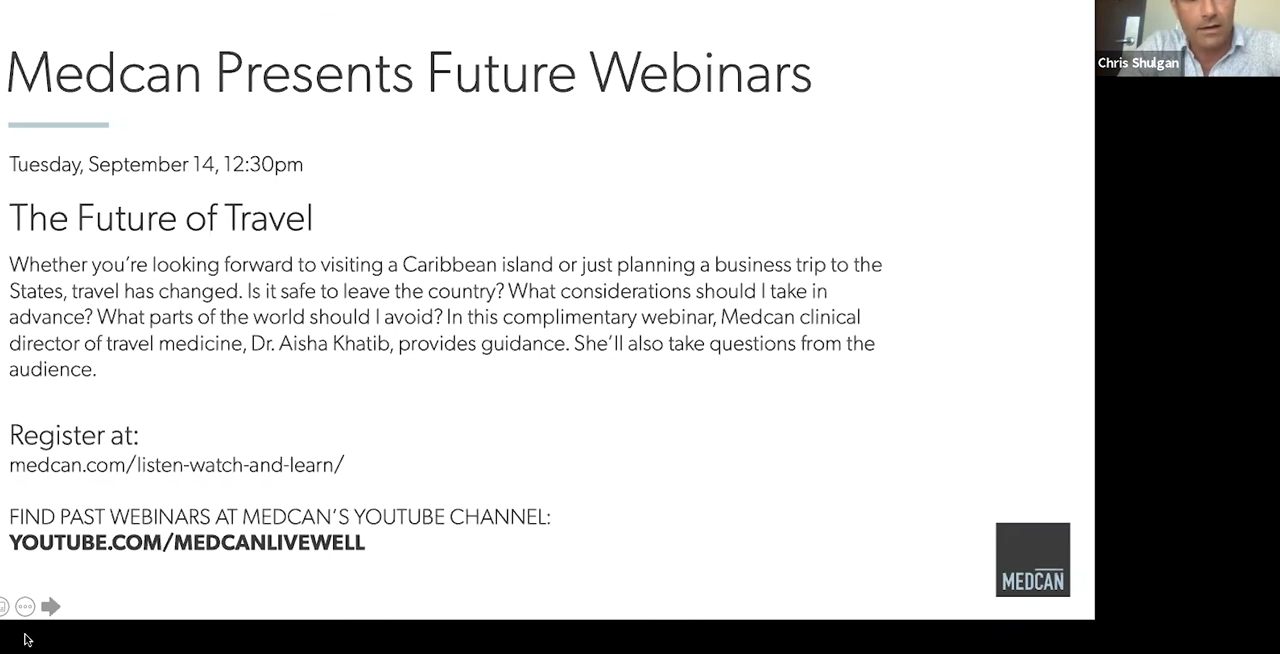 Medcan Presents Future Webinars
Chris Shulgan
Tuesday, September 14, 12:30pm
The Future of Travel
Whether you're looking forward to visiting a Caribbean island or just planning a business trip to the
States, travel has changed. Is it safe to leave the country? What considerations should I take in
advance? What parts of the world should I avoid? In this complimentary webinar, Medcan clinical
director of travel medicine, Dr. Aisha Khatib, provides guidance. She'll also take questions from the
audience.
Register at:
medcan.com/listen-watch-and-learn/
FIND PAST WEBINARS AT MEDCAN'S YOUTUBE CHANNEL:
YOUTUBE.COM/MEDCANLIVEWELL
MEDCAN